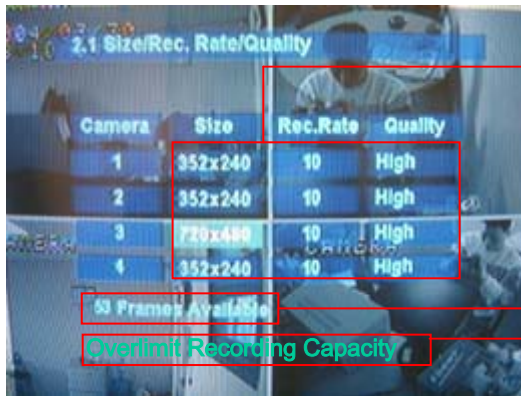 2.1 Size/Rec. Rate/Quality
Camera Size Rec.Rate Quality
1 352x240 10 High
2 352x240 10 High
3 720x480 10 High
CAMERA
4 352x240 10 High
53 Frames Available
Overlimit Recording Capacity